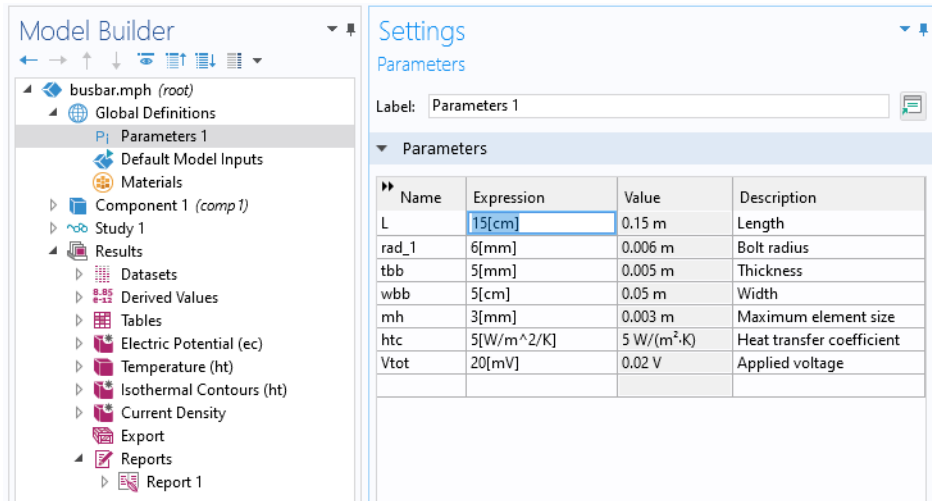 Model Builder
busbar.mph (root)
Global Definitions
Pi Parameters 1
Default Model Inputs
Materials
Component 1 (comp1)
Study 1
Results
Datasets
8.85
e-12 Derived Values
Tables
Electric Potential (ec)
Temperature (ht)
Isothermal Contours (ht)
Current Density
Export
Reports
Report 1
Settings
Parameters
Label: Parameters 1
Parameters
Name Expression Value Description
L 15[cm] 0.15 m Length
rad_1 6[mm] 0.006 m Bolt radius
tbb 5[mm] 0.005 m Thickness
wbb 5[cm] 0.05 m Width
mh 3[mm] 0.003 m Maximum element size
htc 5[W/m^2/K] 5 W/(m²·K) Heat transfer coefficient
Vtot 20[mV] 0.02 V Applied voltage